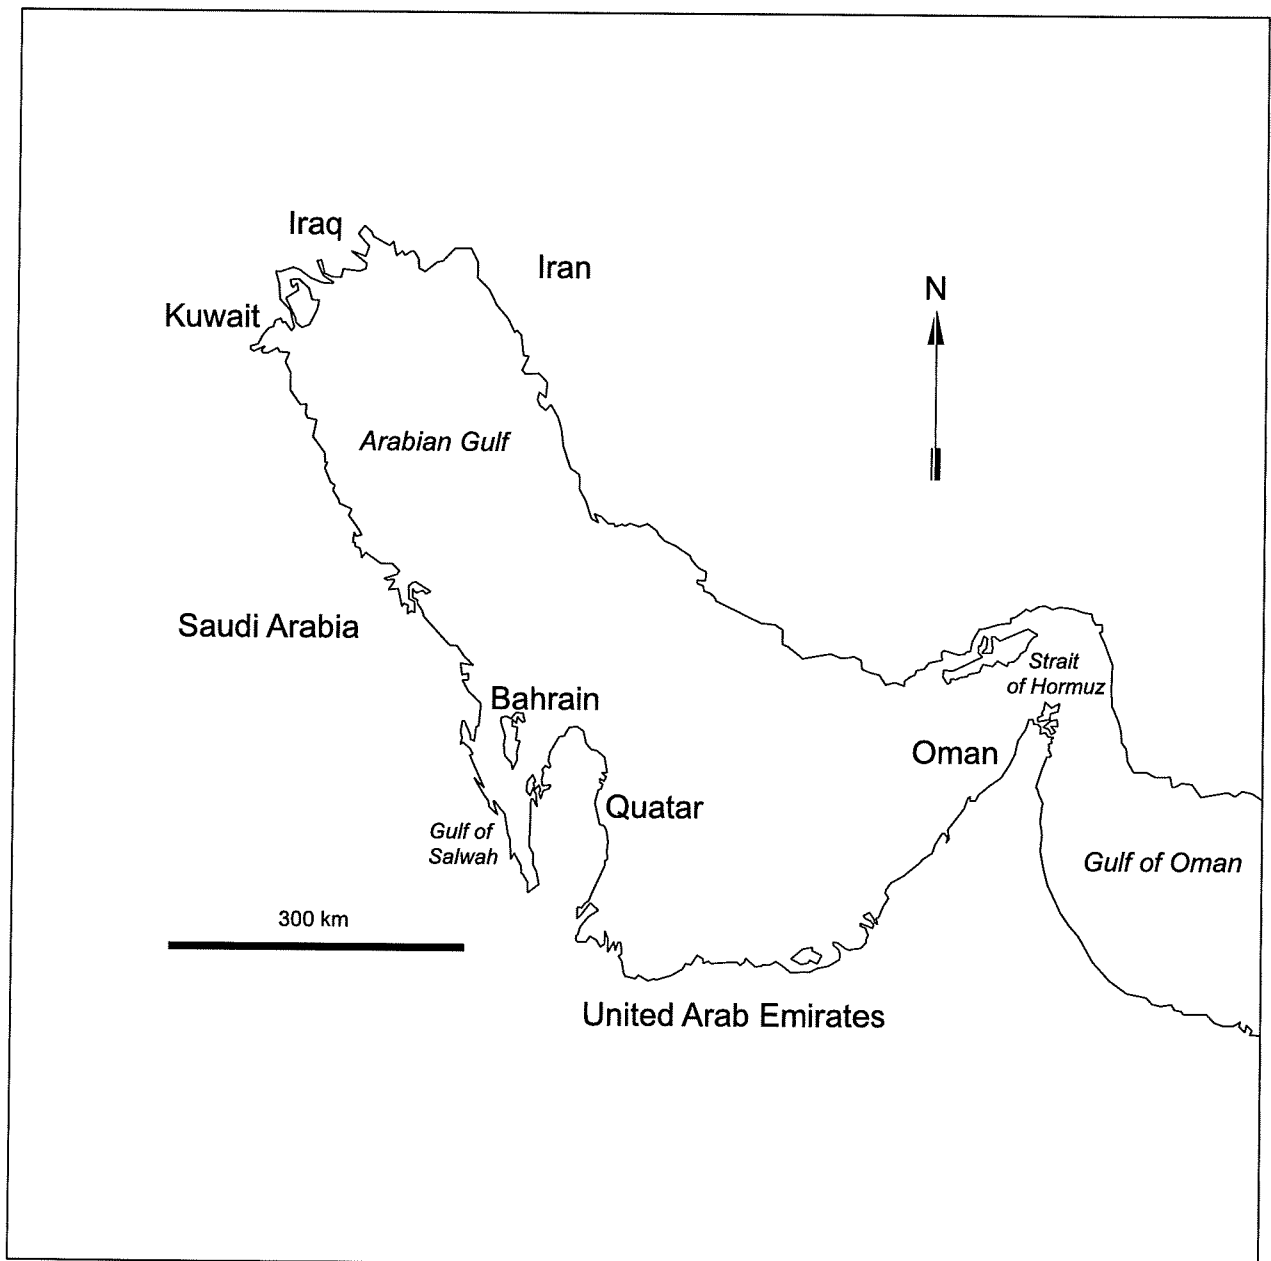 Iraq
Iran
N
Kuwait
Arabian Gulf
Saudi Arabia
Strait
of Hormuz
Bahrain
Oman
Quatar
Gulf of
Salwah
Gulf of Oman
300 km
United Arab Emirates